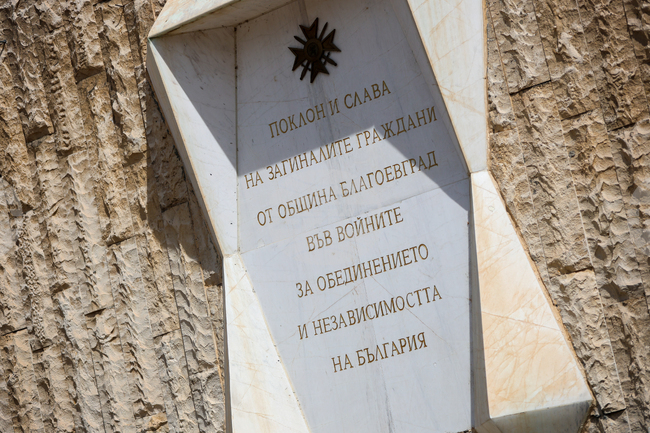 ПОКЛОН И СЛАВА
НА ЗАГИНАЛИТЕ ГРАЖДАНИ
ОТ ОБЩИНА БЛАГОЕВГРАД
ВЪВ ВОЙНИТЕ
ЗА ОБЕДИНЕНИЕТО
И НЕЗАВИСИМОСТТА
НА БЪЛГАРИЯ